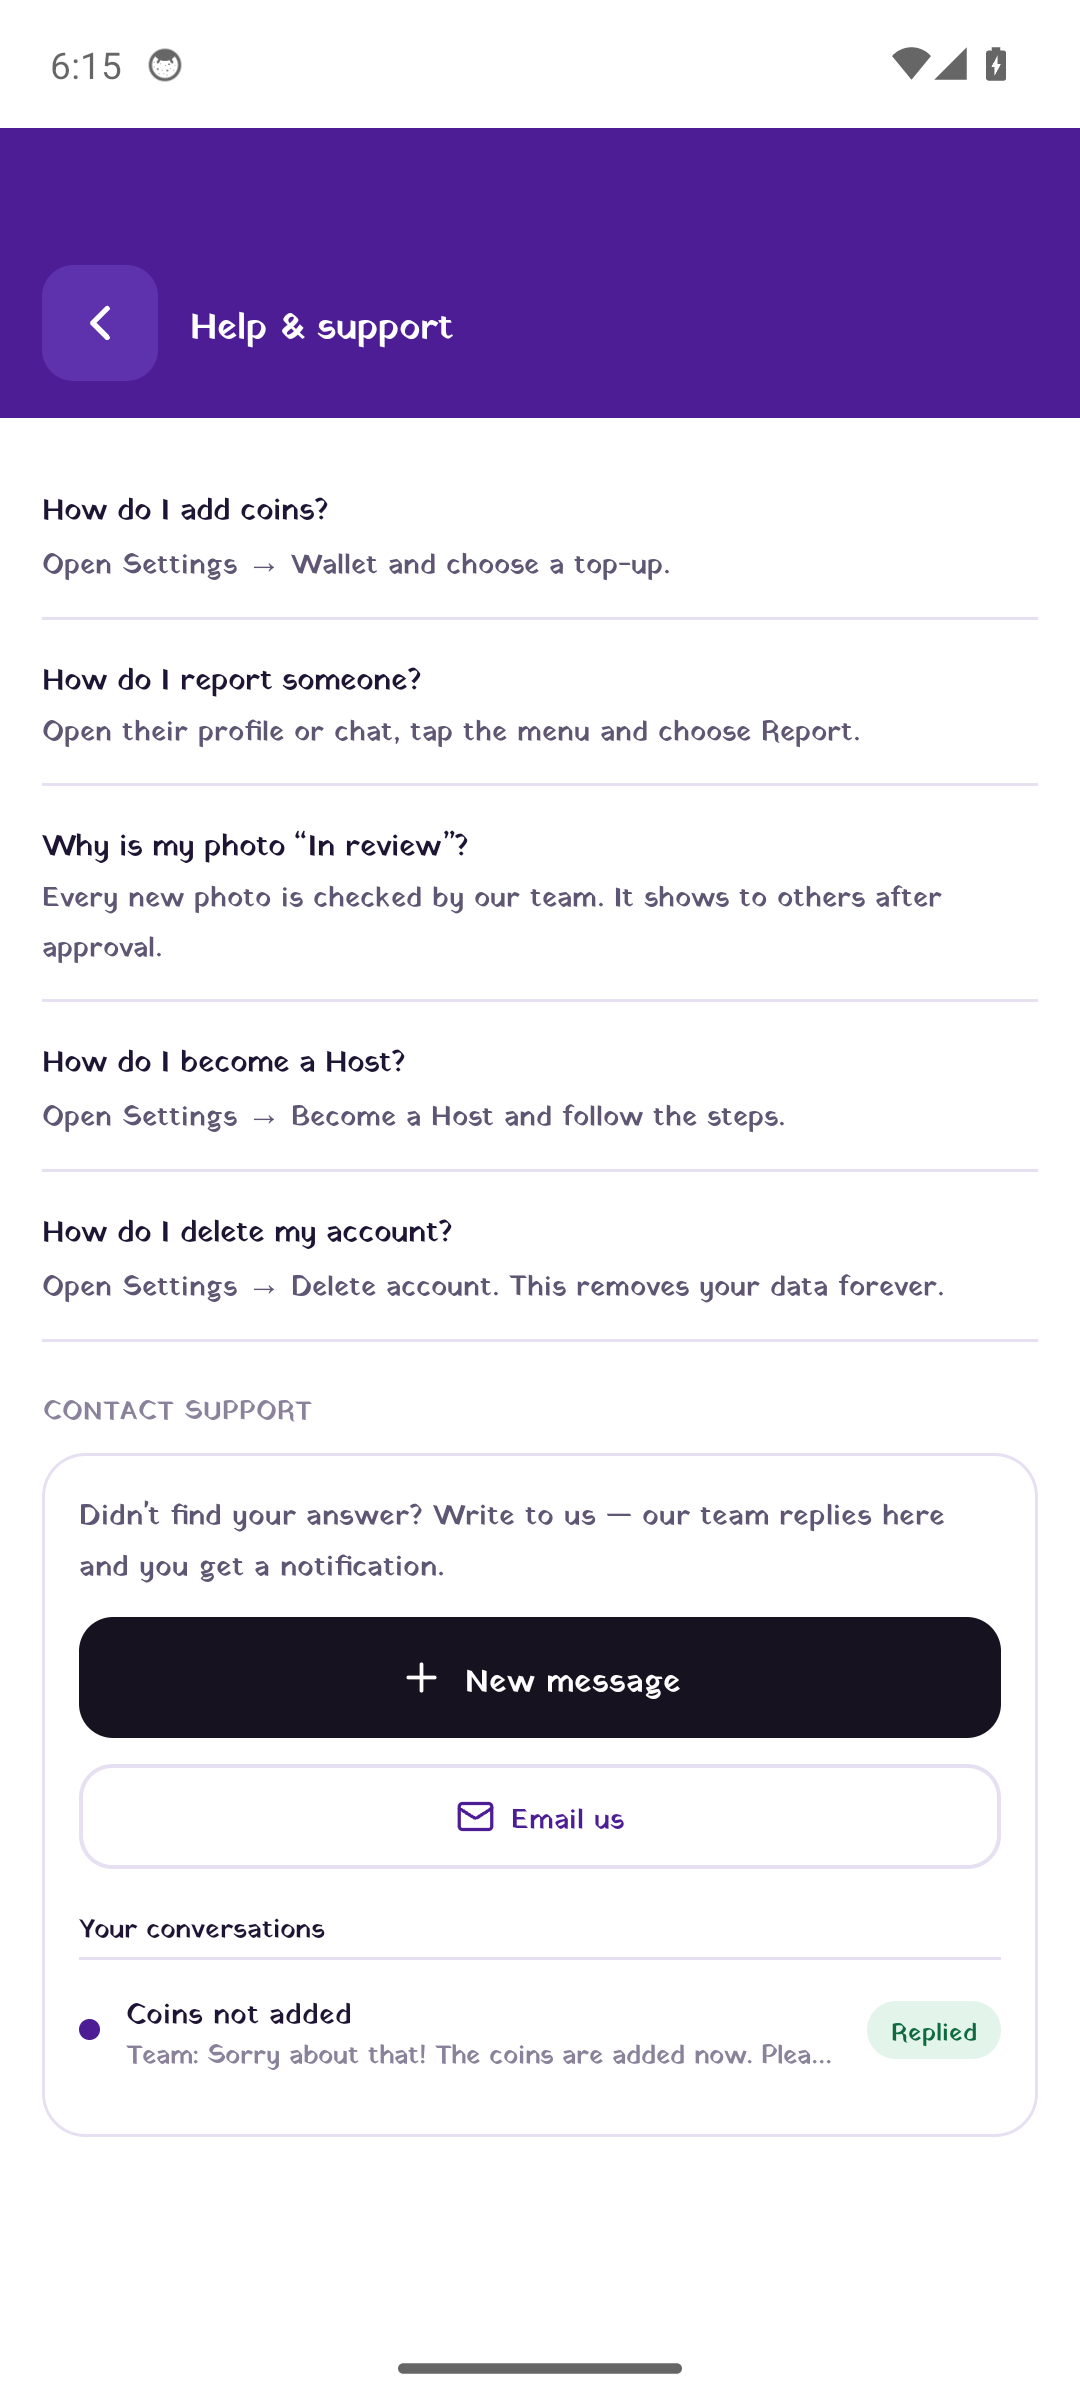 6:15
Help & support
How do I add coins?
Open Settings → Wallet and choose a top-up.
How do I report someone?
Open their profile or chat, tap the menu and choose Report.
Why is my photo “In review”?
Every new photo is checked by our team. It shows to others after
approval.
How do I become a Host?
Open Settings → Become a Host and follow the steps.
How do I delete my account?
Open Settings → Delete account. This removes your data forever.
CONTACT SUPPORT
Didn't find your answer? Write to us — our team replies here
and you get a notification.
New message
Email us
Your conversations
Coins not added
Team: Sorry about that! The coins are added now. Plea...
Replied